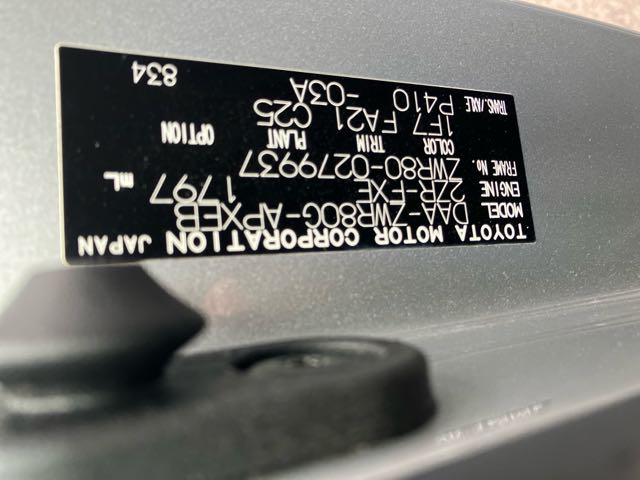 TOYOTA MOTOR CORPORATION JAPAN
MODEL DAA-ZWR80G-APXEB
ENGINE 2ZR-FXE 1797 mL
FRAME No. ZWR80-0279937
COLOR TRIM PLANT OPTION
1F7 FA21 C25
TRANS./AXLE P410 -03A
834